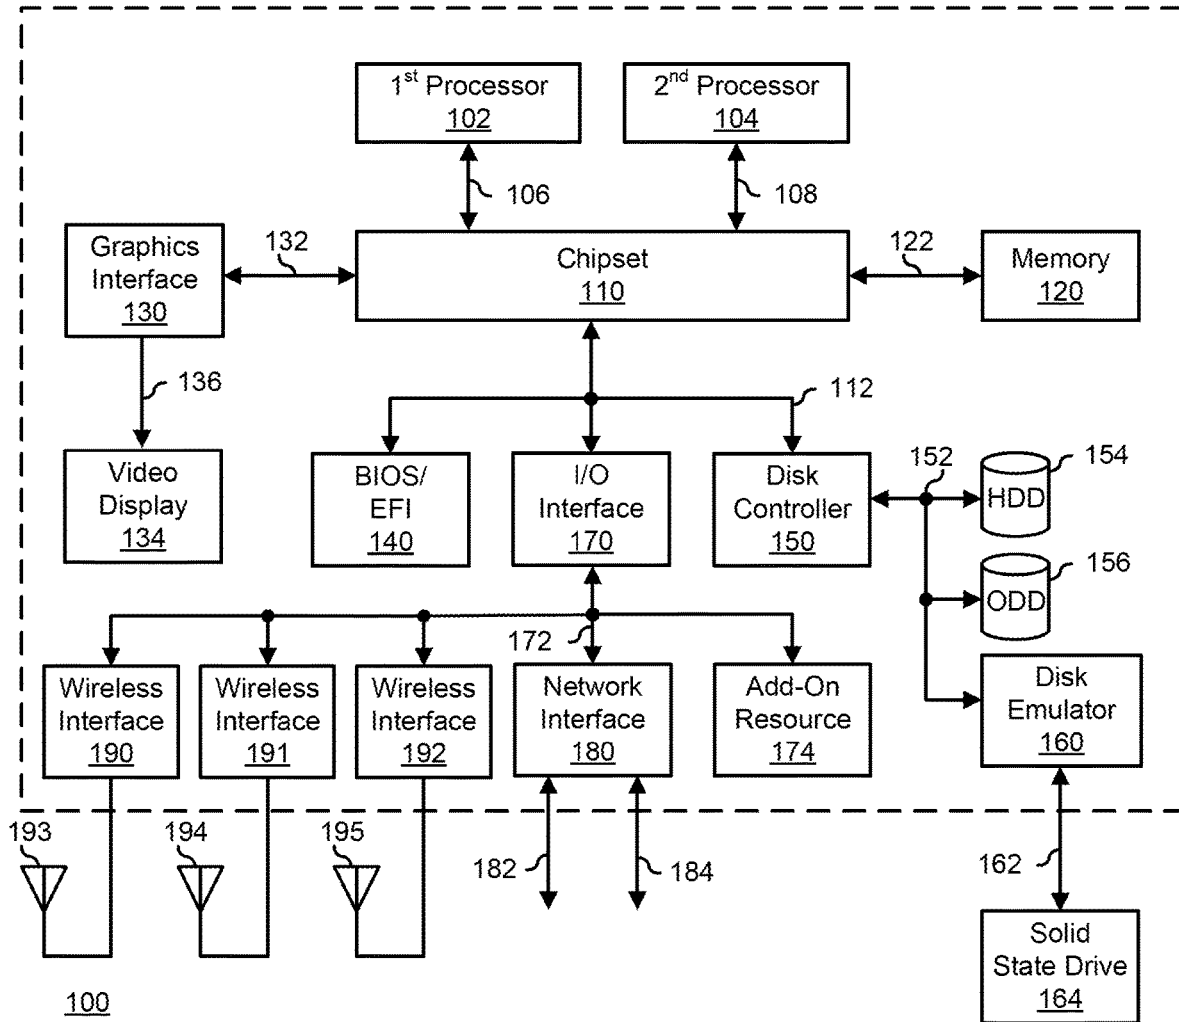 1st Processor
102
2nd Processor
104
106
108
Graphics
Interface
130
132
Chipset
110
122
Memory
120
136
112
Video
Display
134
BIOS/
EFI
140
I/O
Interface
170
Disk
Controller
150
152
HDD
154
ODD
156
172
Wireless
Interface
190
Wireless
Interface
191
Wireless
Interface
192
Network
Interface
180
Add-On
Resource
174
Disk
Emulator
160
193
194
195
182
184
162
Solid
State Drive
164
100